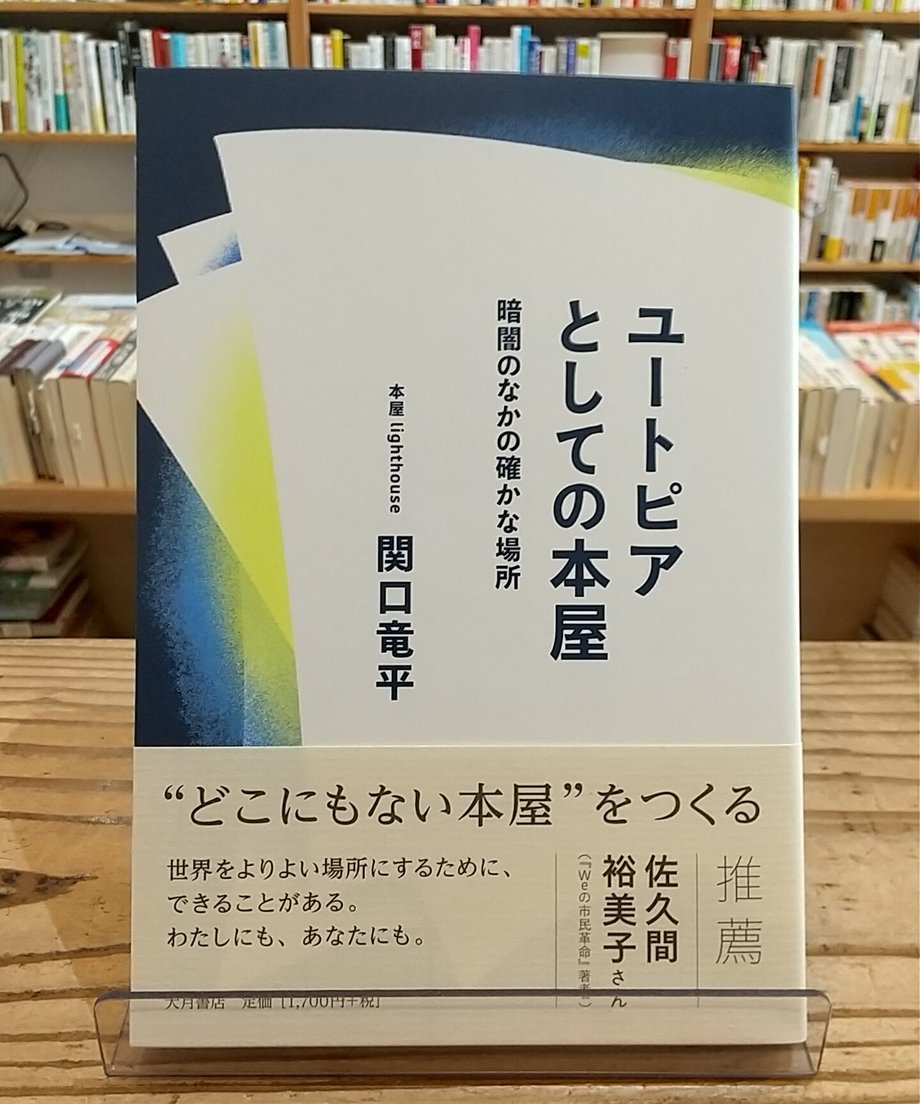 ユートピア
としての本屋
暗闇のなかの確かな場所
本屋 lighthouse 関口竜平
“どこにもない本屋”をつくる
世界をよりよい場所にするために、
できることがある。
わたしにも、あなたにも。
推薦
佐久間
裕美子さん
(『Weの市民革命』著者)
大月書店 定価 [1,700円+税]